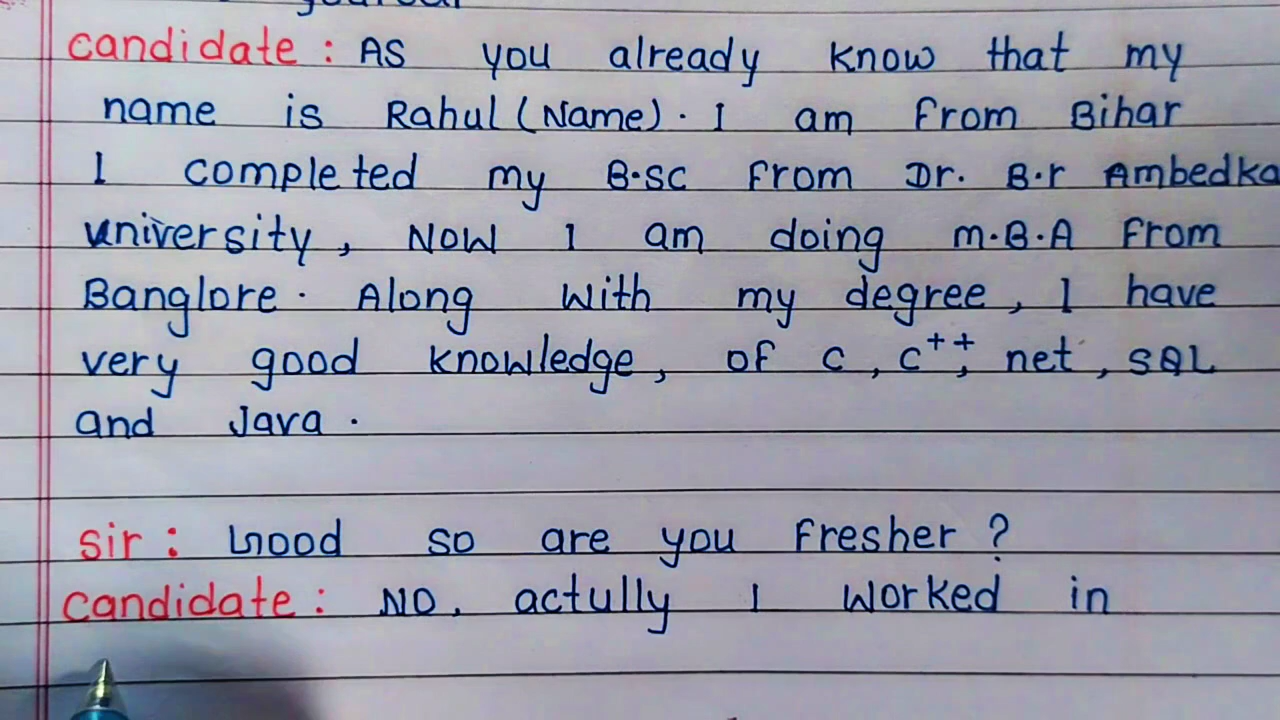 candidate : As you already know that my
name is Rahul (Name). I am from Bihar
I completed my B.sc from Dr. B.r Ambedka
university, Now I am doing m.B.A from
Banglore. Along with my degree, I have
very good knowledge, of c, c++, net, SQL
and Java.
sir : Good so are you fresher ?
candidate : No, actully I worked in